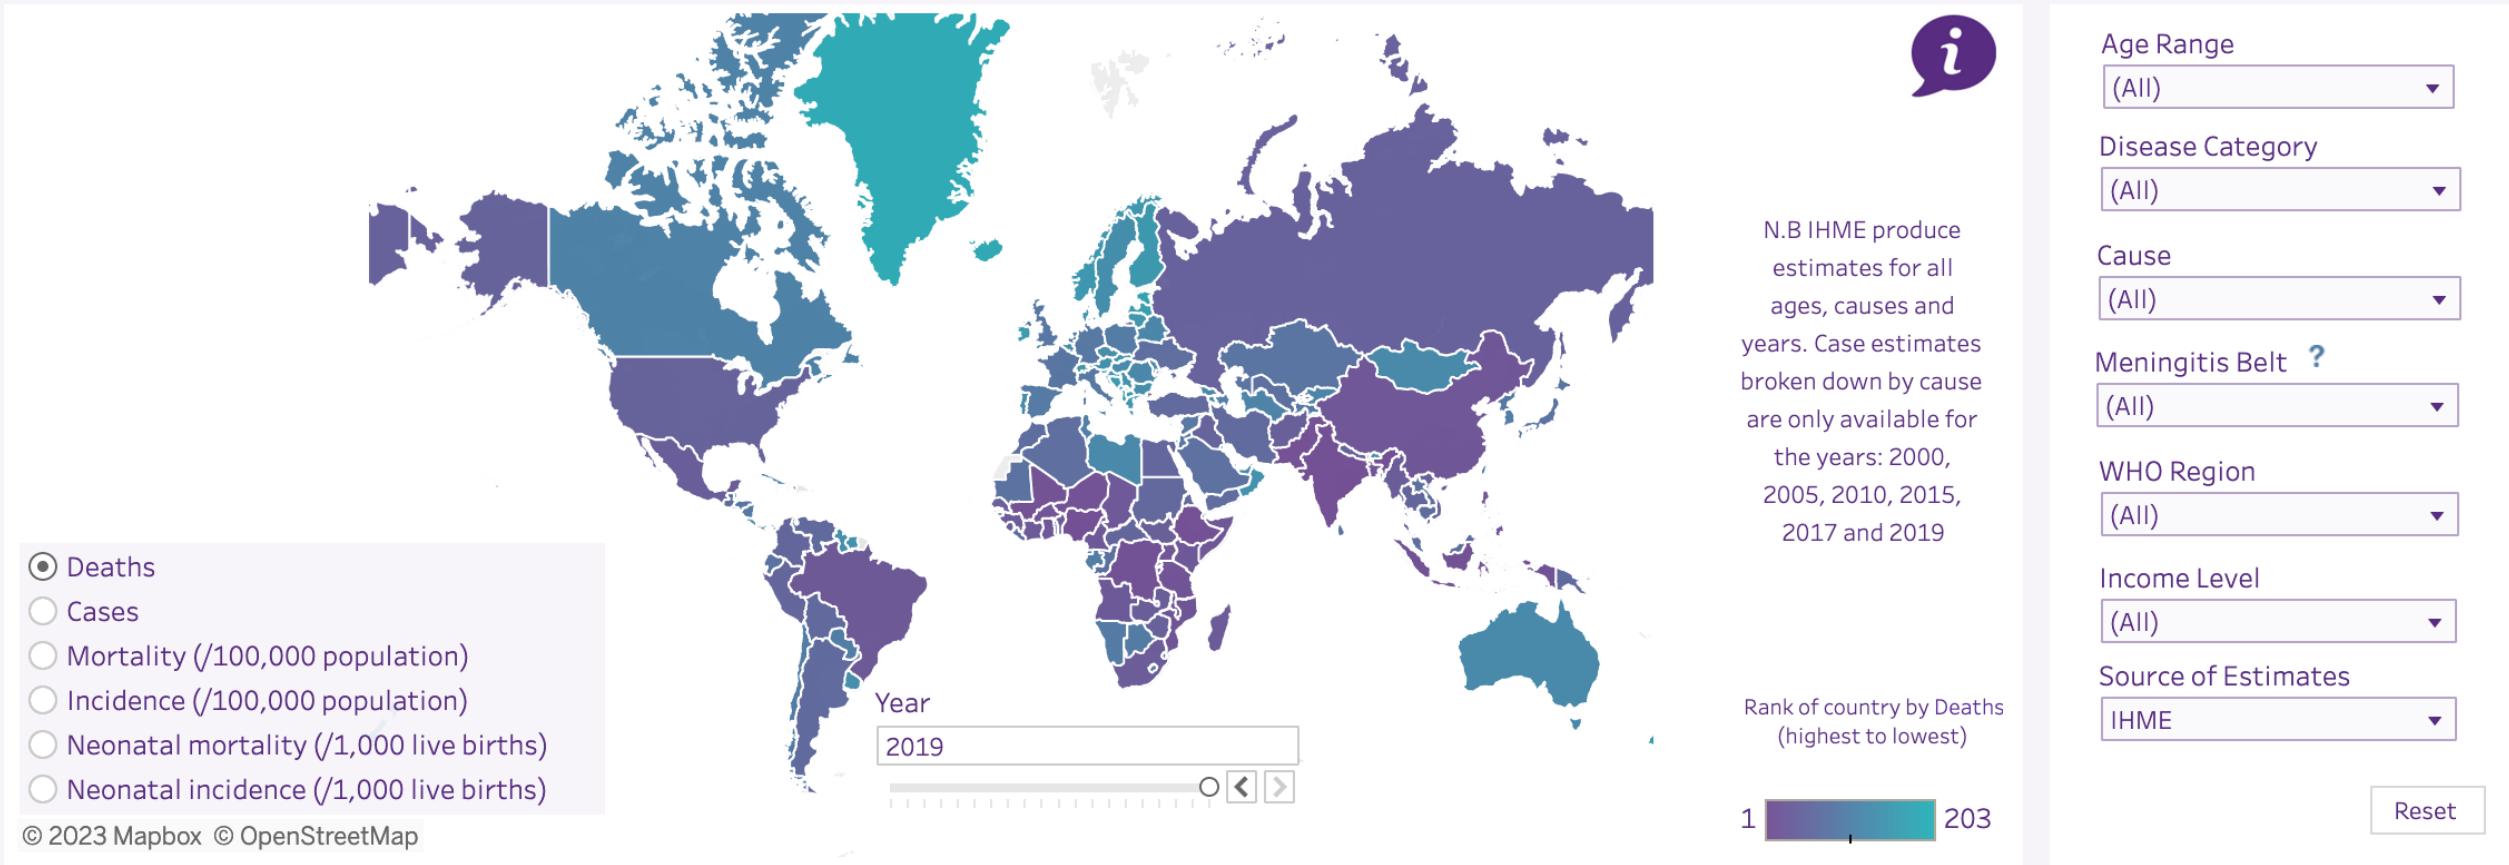 i
N.B IHME produce
estimates for all
ages, causes and
years. Case estimates
broken down by cause
are only available for
the years: 2000,
2005, 2010, 2015,
2017 and 2019
Deaths
Cases
Mortality (/100,000 population)
Incidence (/100,000 population)
Neonatal mortality (/1,000 live births)
Neonatal incidence (/1,000 live births)
© 2023 Mapbox © OpenStreetMap
Year
2019
Rank of country by Deaths
(highest to lowest)
1 203
Age Range
(All)
Disease Category
(All)
Cause
(All)
Meningitis Belt ?
(All)
WHO Region
(All)
Income Level
(All)
Source of Estimates
IHME
Reset